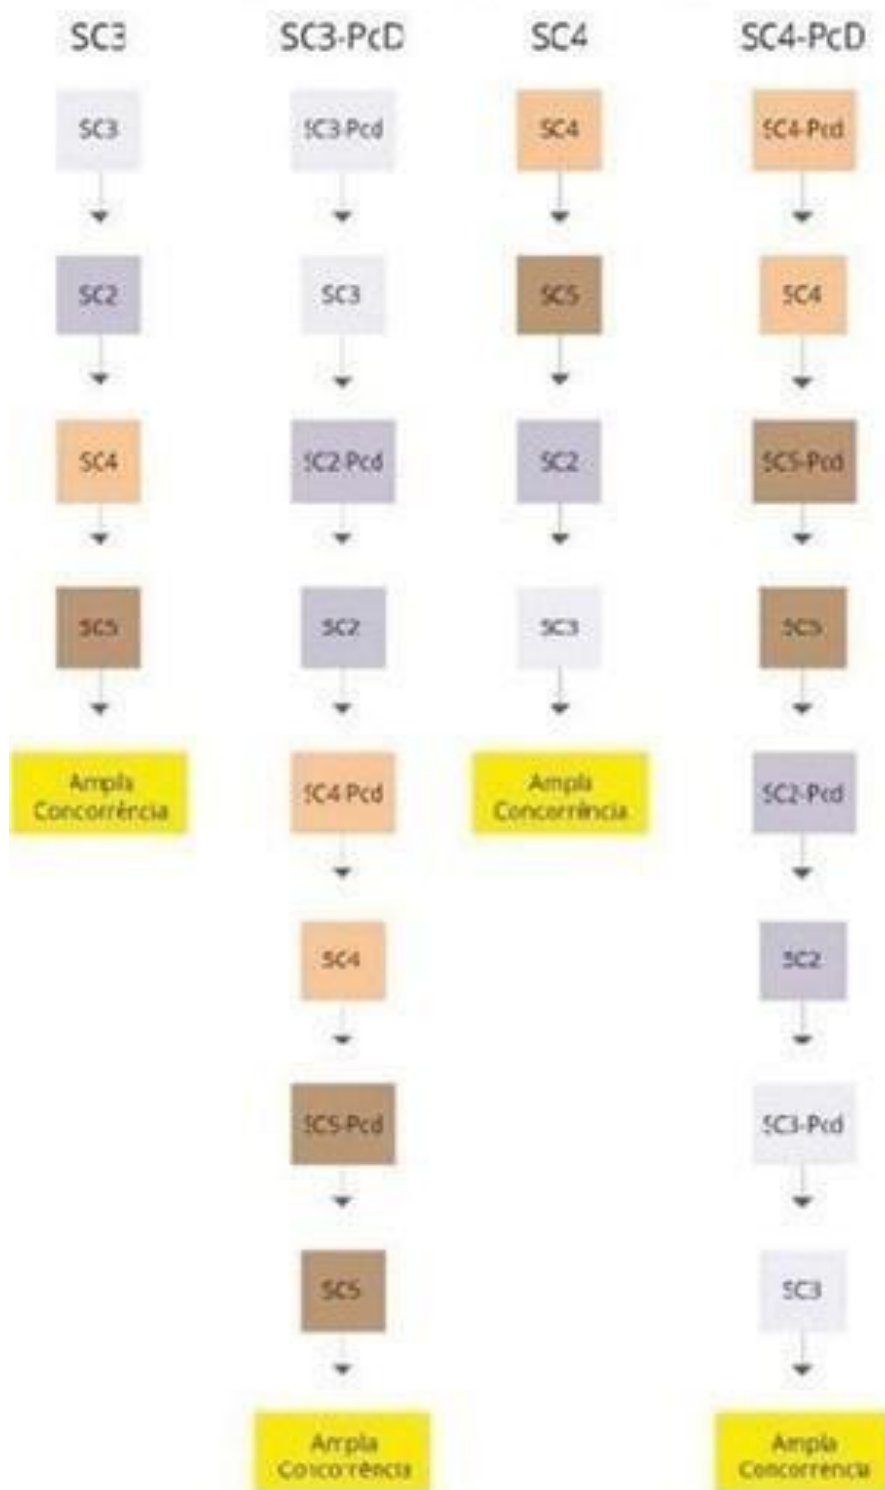 SC3
SC3-PcD
SC4
SC4-PcD
SC3
SC3-Pcd
SC4
SC4-Pcd
SC2
SC3
SC5
SC4
SC4
SC2-Pcd
SC2
SC5-Pcd
SC5
SC2
SC3
SC5
Ampla
Concorrência
SC4-Pcd
Ampla
Concorrência
SC2-Pcd
SC4
SC2
SC5-Pcd
SC3-Pcd
SC5
SC3
Ampla
Concorrência
Ampla
Concorrência